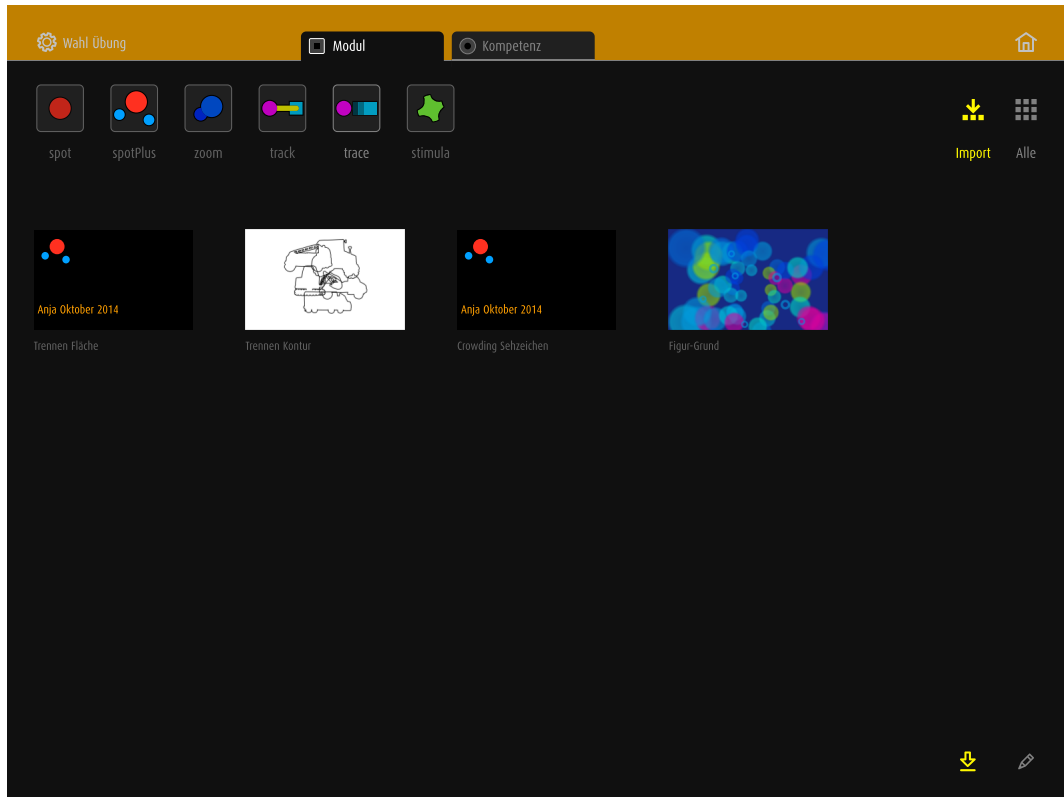 Wahl Übung
Modul
Kompetenz
spot
spotPlus
zoom
track
trace
stimula
Import
Alle
Anja Oktober 2014
Anja Oktober 2014
Trennen Fläche
Trennen Kontur
Crowding Sehzeichen
Figur-Grund